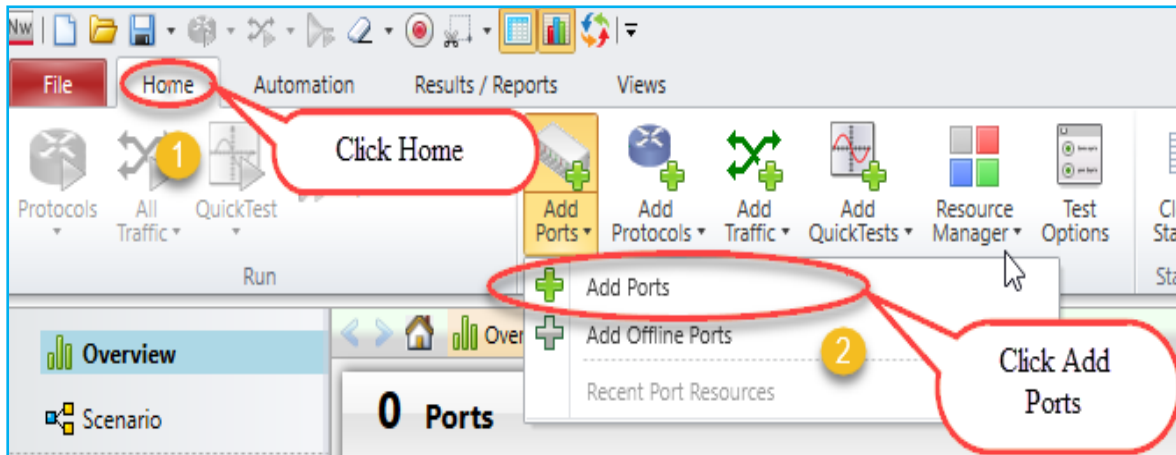 Nw
File Home Automation Results / Reports Views
1
Click Home
Protocols All Traffic QuickTest
Add Ports Add Protocols Add Traffic Add QuickTests Resource Manager Test Options
Run
Add Ports
Add Offline Ports
2
Recent Port Resources
Click Add
Ports
Overview
Scenario
0 Ports